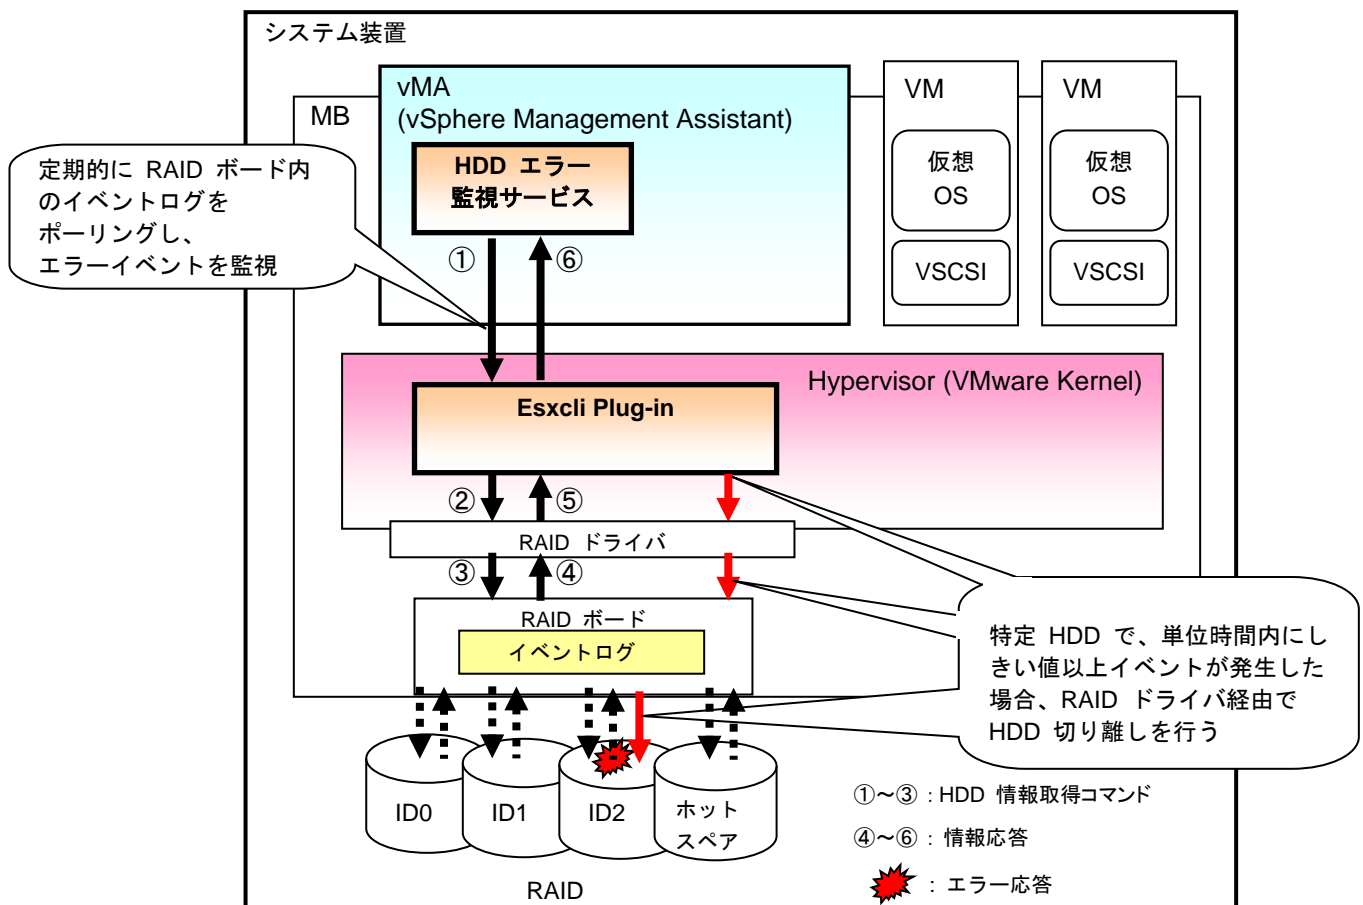 システム装置
MB
vMA
(vSphere Management Assistant)
HDD エラー
監視サービス
①
⑥
VM
仮想
OS
VSCSI
VM
仮想
OS
VSCSI
定期的に RAID ボード内
のイベントログを
ポーリングし、
エラーイベントを監視
Hypervisor (VMware Kernel)
Esxcli Plug-in
②
⑤
RAID ドライバ
③
④
RAID ボード
イベントログ
特定 HDD で、単位時間内にし
きい値以上イベントが発生した
場合、RAID ドライバ経由で
HDD 切り離しを行う
ID0
ID1
ID2
ホット
スペア
RAID
①～③ : HDD 情報取得コマンド
④～⑥ : 情報応答
: エラー応答